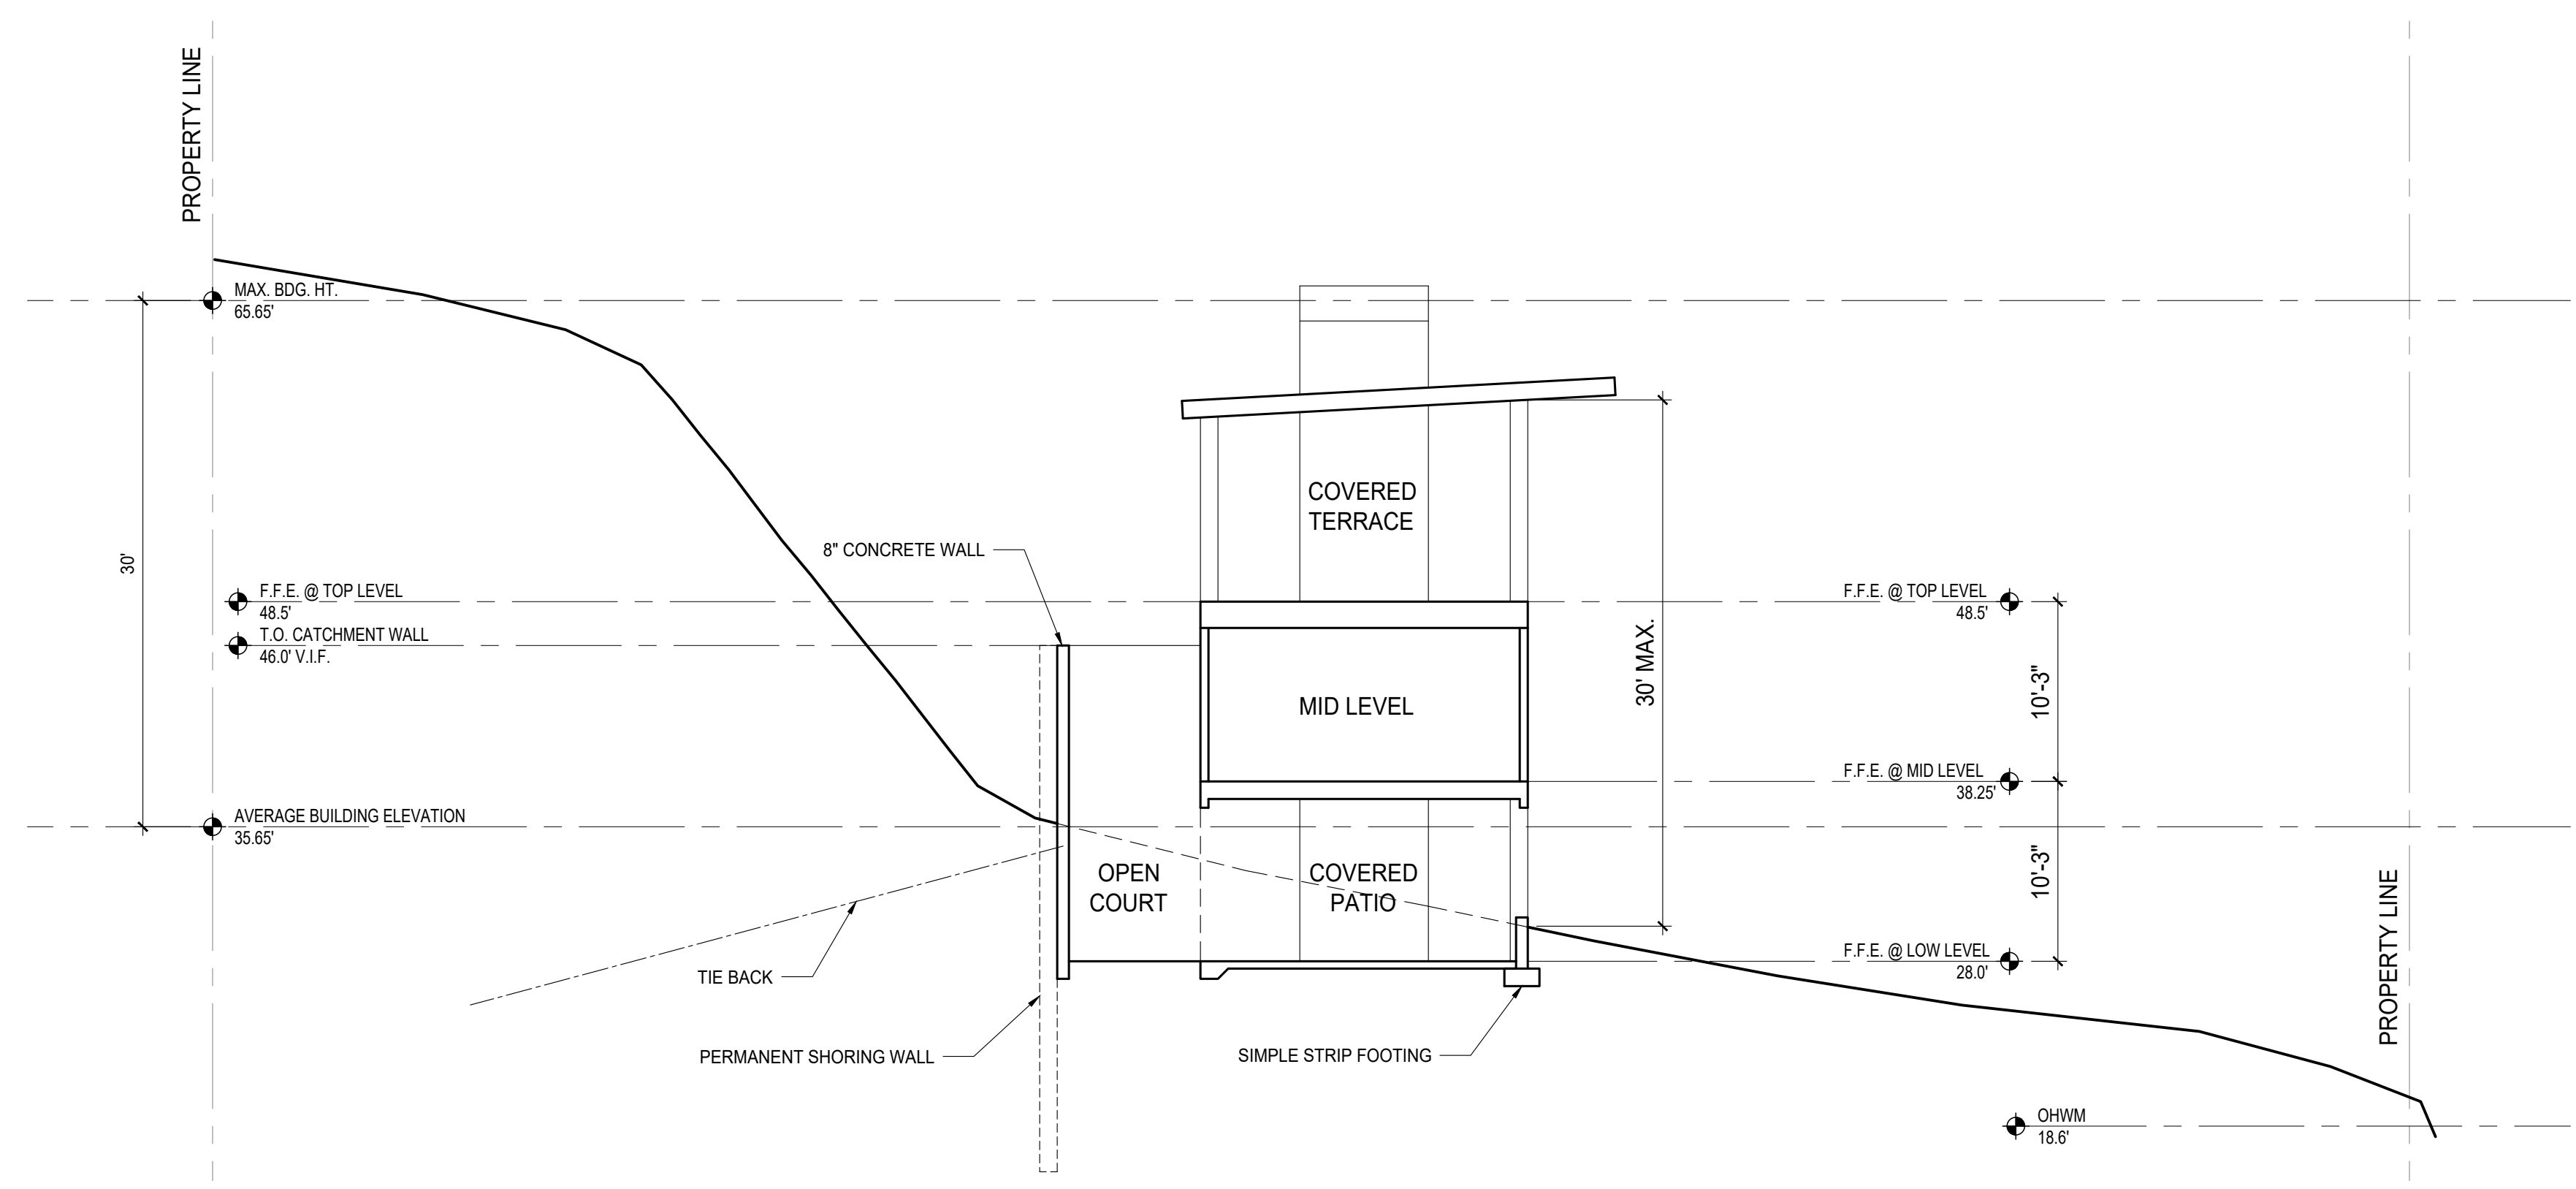 PROPERTY LINE
MAX. BDG. HT.
65.65'
30'
COVERED
TERRACE
8" CONCRETE WALL
F.F.E. @ TOP LEVEL
48.5'
F.F.E. @ TOP LEVEL
48.5'
T.O. CATCHMENT WALL
46.0' V.I.F.
30' MAX.
10'-3"
MID LEVEL
F.F.E. @ MID LEVEL
38.25'
AVERAGE BUILDING ELEVATION
35.65'
OPEN
COURT
COVERED
PATIO
10'-3"
PROPERTY LINE
F.F.E. @ LOW LEVEL
28.0'
TIE BACK
PERMANENT SHORING WALL
SIMPLE STRIP FOOTING
OHWM
18.6'